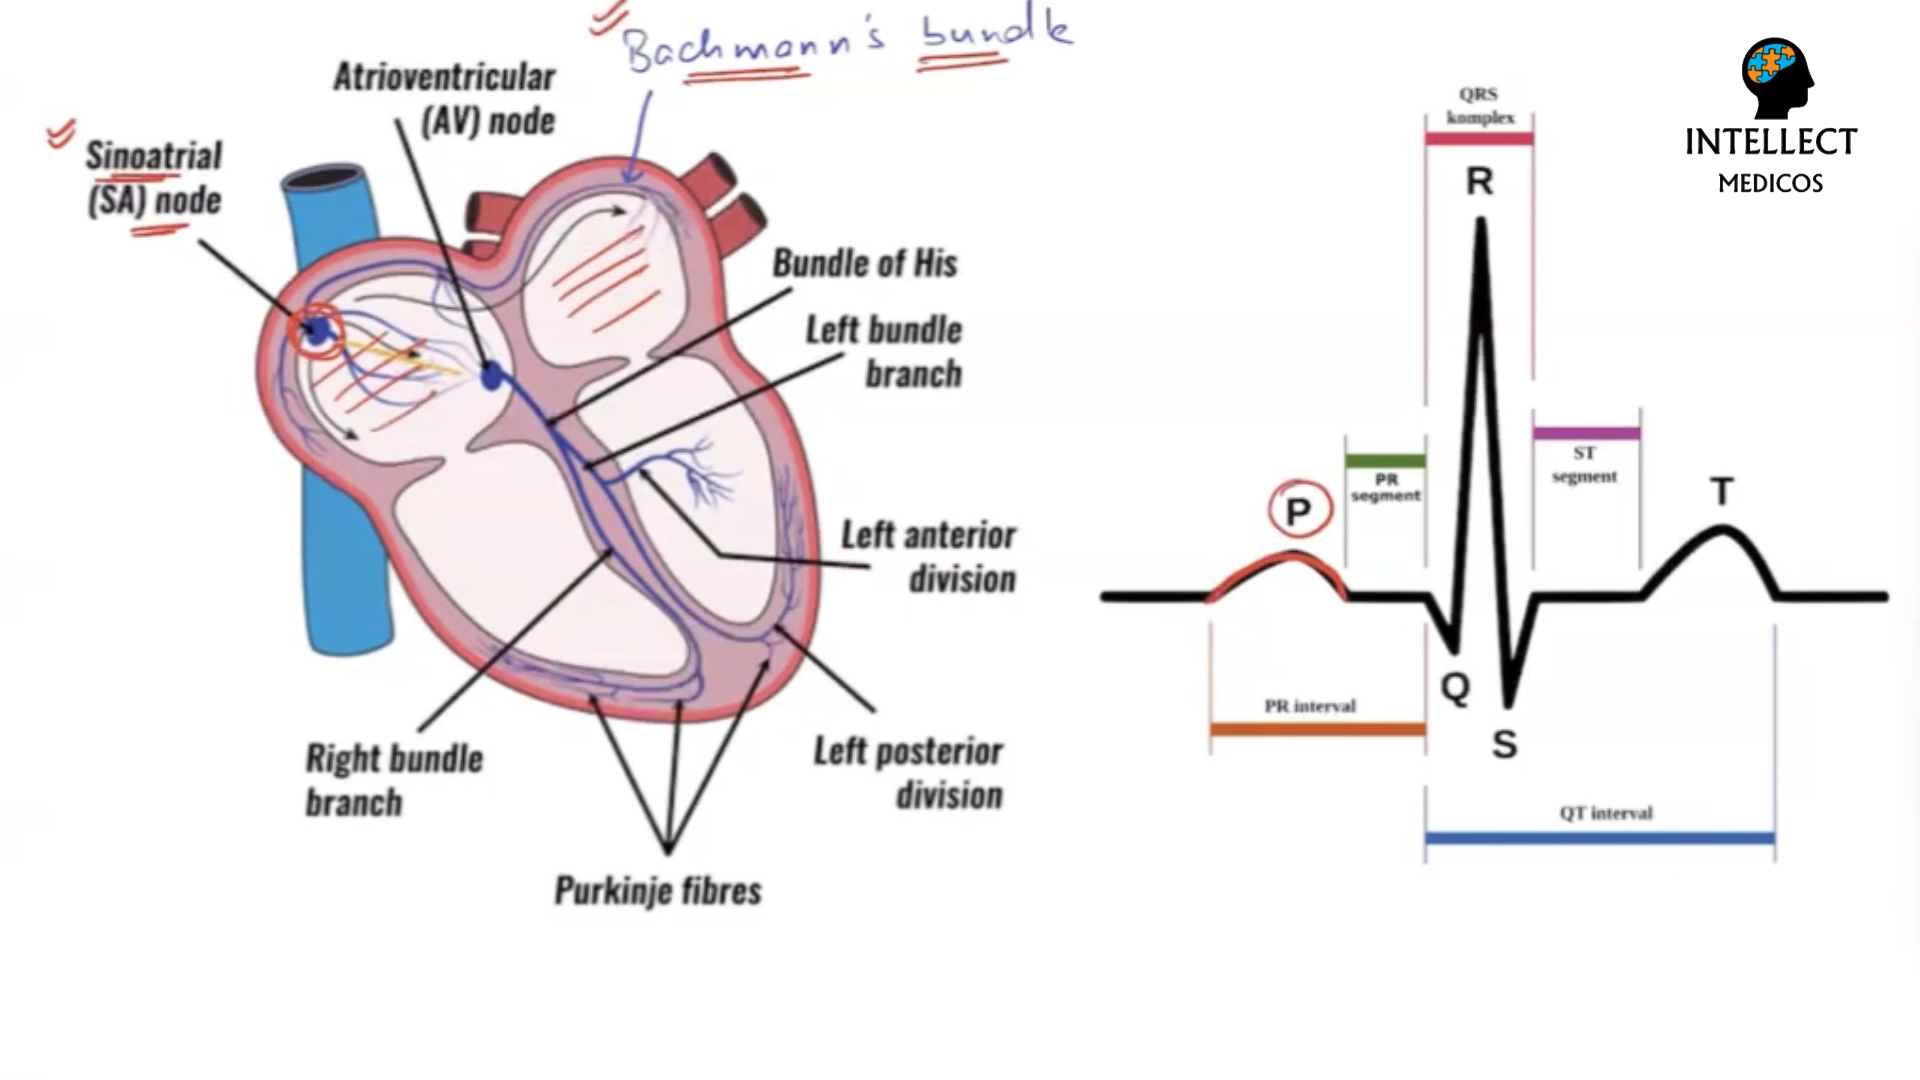 Bachmann's bundle
Atrioventricular
(AV) node
Sinoatrial
(SA) node
Bundle of His
Left bundle
branch
Left anterior
division
Left posterior
division
Right bundle
branch
Purkinje fibres
QRS
komplex
R
P
PR
segment
ST
segment
T
Q
S
PR interval
QT interval
INTELLECT
MEDICOS